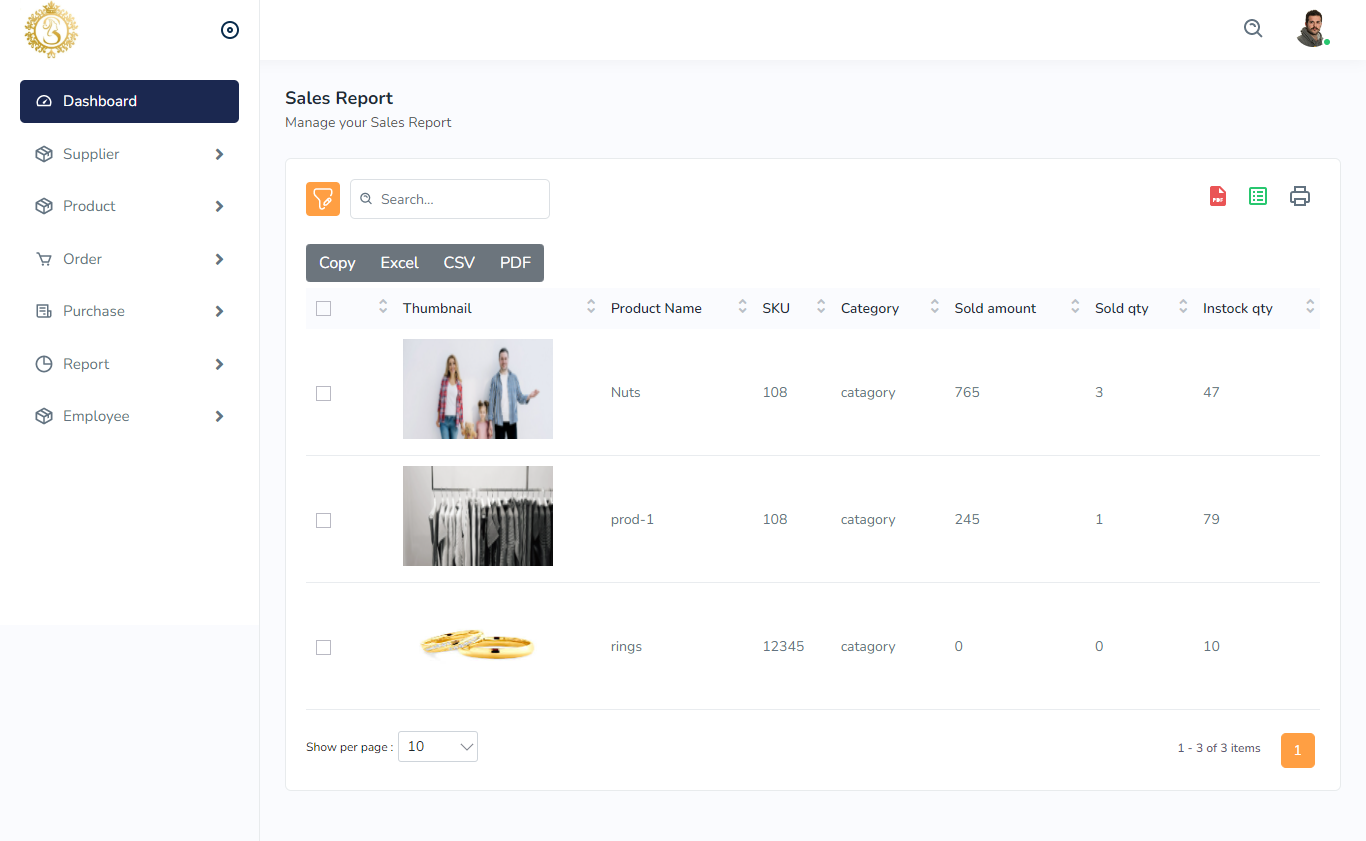 Dashboard
Supplier
Product
Order
Purchase
Report
Employee
Sales Report
Manage your Sales Report
Search...
PDF
Copy Excel CSV PDF
Thumbnail Product Name SKU Category Sold amount Sold qty Instock qty
Nuts 108 catagory 765 3 47
prod-1 108 catagory 245 1 79
rings 12345 catagory 0 0 10
Show per page : 10 1 - 3 of 3 items 1